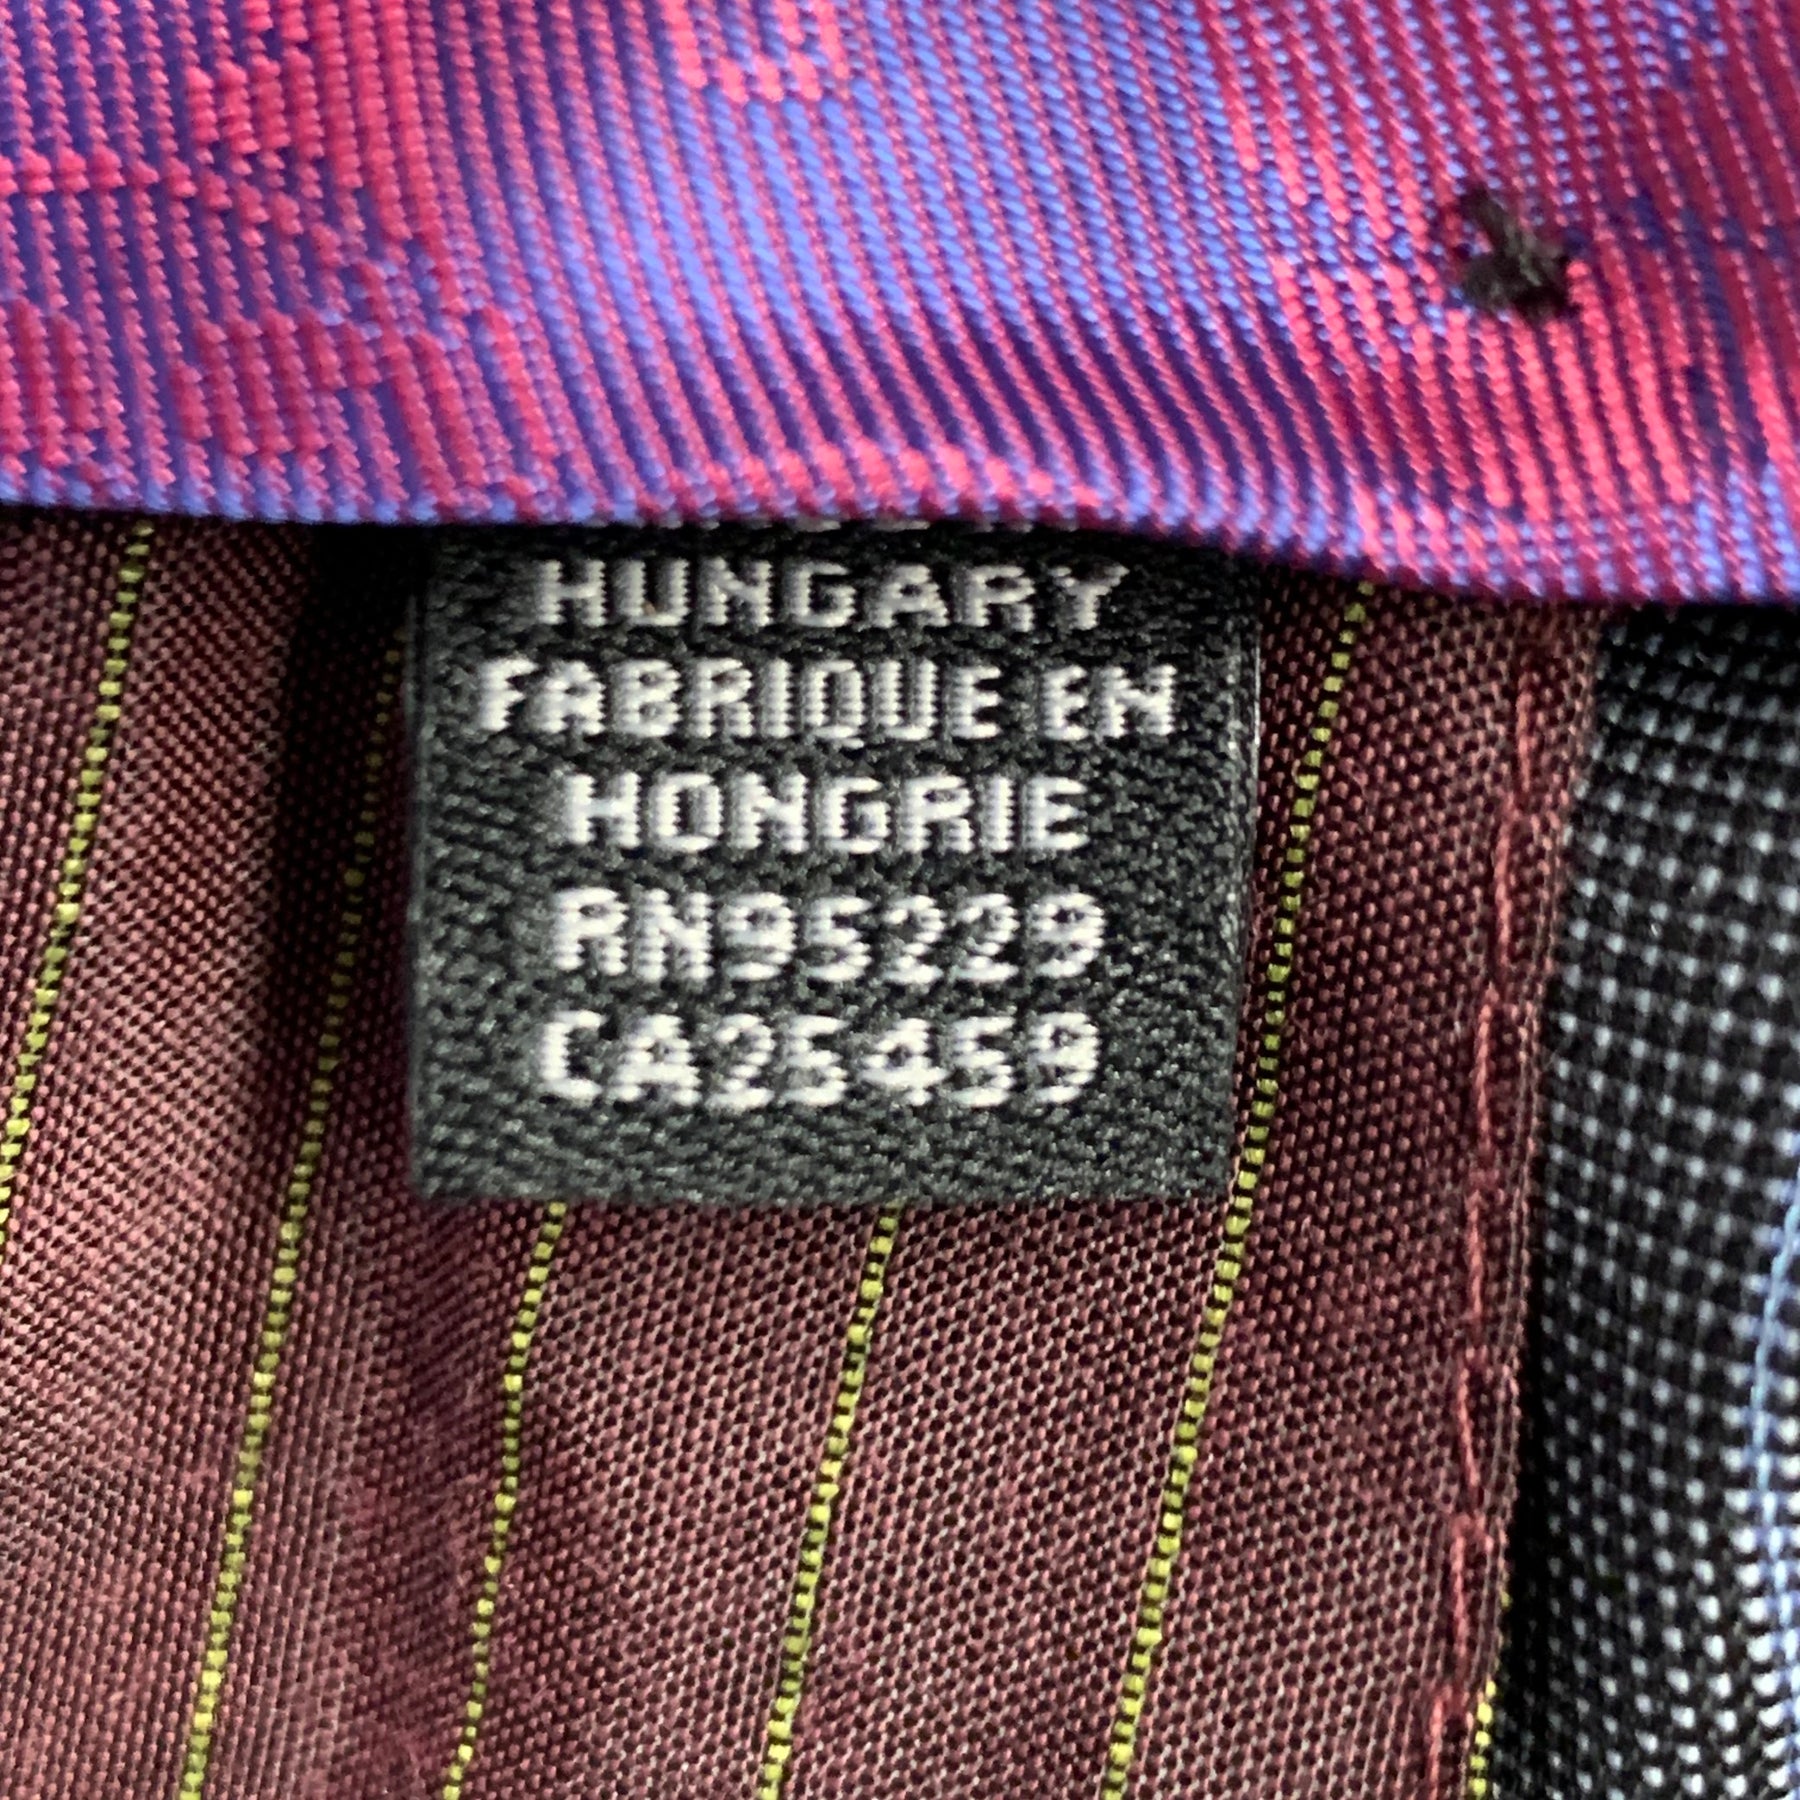 HUNGARY
FABRIQUE EN
HONGRIE
RN95229
CA25459